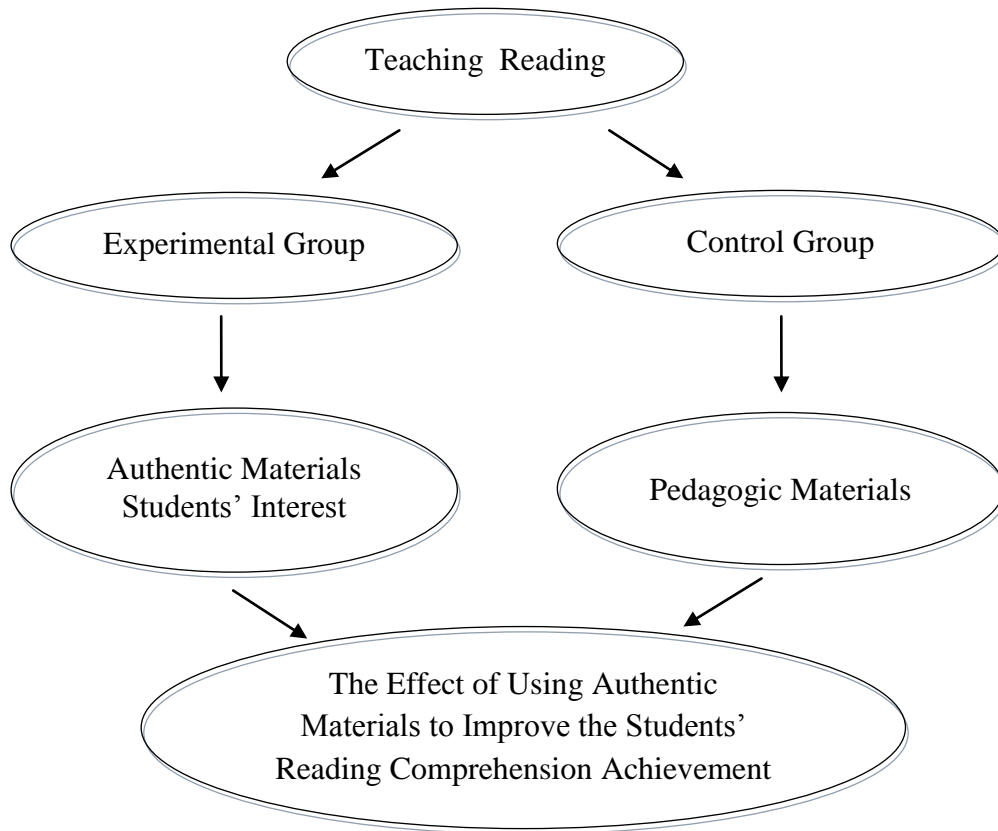 Teaching Reading
Experimental Group
Control Group
Authentic Materials
Students’ Interest
Pedagogic Materials
The Effect of Using Authentic
Materials to Improve the Students’
Reading Comprehension Achievement